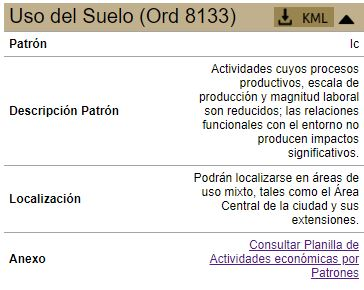 Uso del Suelo (Ord 8133)
KML
Patrón
Ic
Descripción Patrón
Actividades cuyos procesos
productivos, escala de
producción y magnitud laboral
son reducidos; las relaciones
funcionales con el entorno no
producen impactos
significativos.
Localización
Podrán localizarse en áreas de
uso mixto, tales como el Área
Central de la ciudad y sus
extensiones.
Anexo
Consultar Planilla de
Actividades económicas por
Patrones